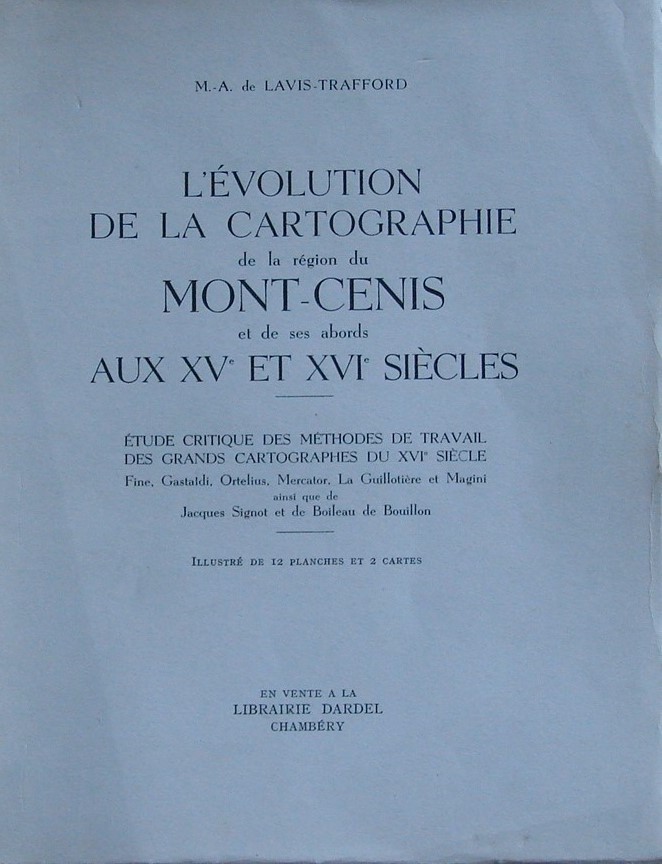 M.-A. de LAVIS-TRAFFORD
L'ÉVOLUTION
DE LA CARTOGRAPHIE
de la région du
MONT-CENIS
et de ses abords
AUX XVe ET XVIe SIÈCLES
ÉTUDE CRITIQUE DES MÉTHODES DE TRAVAIL
DES GRANDS CARTOGRAPHES DU XVIe SIÈCLE
Fine, Gastaldi, Ortelius, Mercator, La Guillotière et Magini
ainsi que de
Jacques Signot et de Boileau de Bouillon
ILLUSTRÉ DE 12 PLANCHES ET 2 CARTES
EN VENTE A LA
LIBRAIRIE DARDEL
CHAMBÉRY